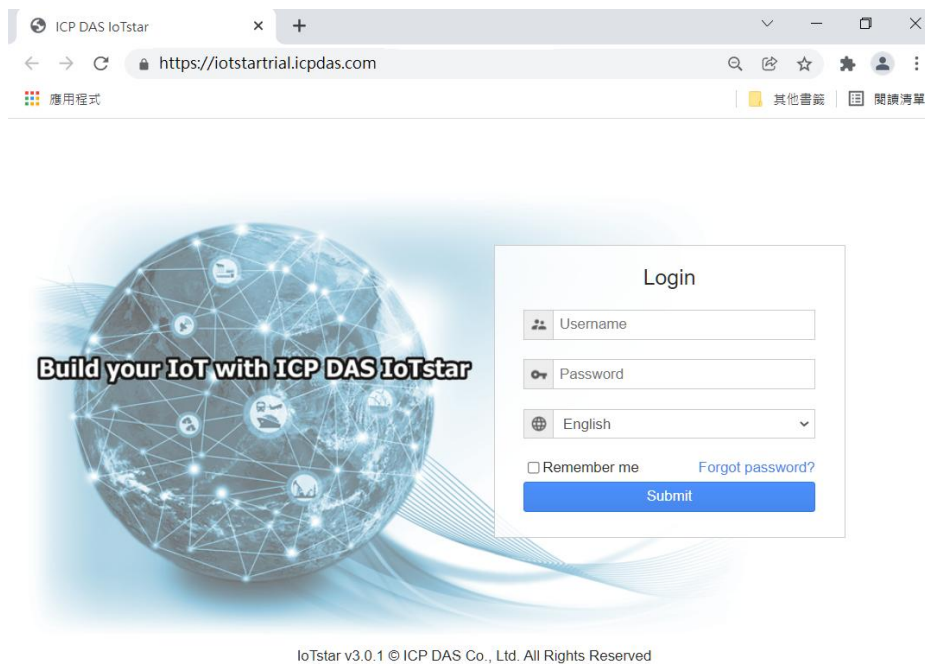 ICP DAS IoTstar
https://iotstartrial.icpdas.com
應用程式
其他書籤
閱讀清單
Build your IoT with ICP DAS IoTstar
Login
Username
Password
English
Remember me Forgot password?
Submit
IoTstar v3.0.1 © ICP DAS Co., Ltd. All Rights Reserved